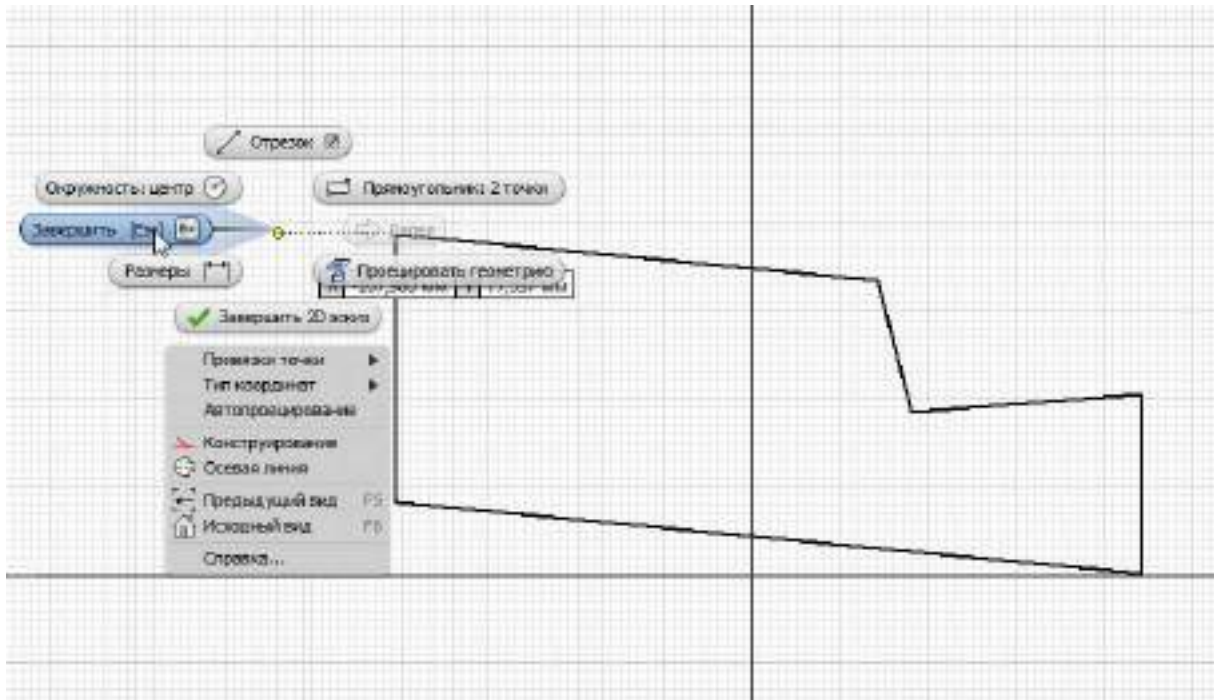 Отрезок
Окружность: центр
Прямоугольник: 2 точки
Завершить [Esc]
Размеры
Проецировать геометрию
Завершить 2D эскиз
Привязки точки
Тип координат
Автопроецирование
Конструирование
Осевая линия
Предыдущий вид F5
Исходный вид F6
Справка...